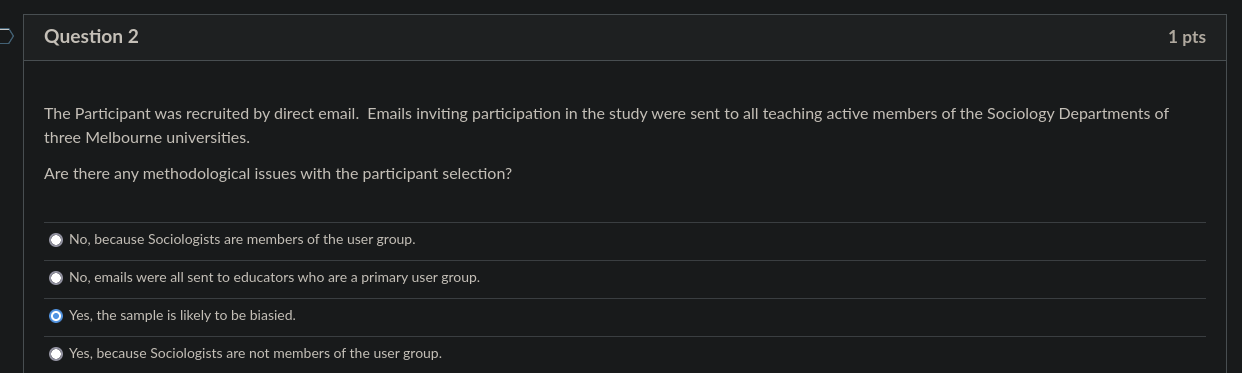 Question 2
1 pts
The Participant was recruited by direct email.  Emails inviting participation in the study were sent to all teaching active members of the Sociology Departments of
three Melbourne universities.
Are there any methodological issues with the participant selection?
No, because Sociologists are members of the user group.
No, emails were all sent to educators who are a primary user group.
Yes, the sample is likely to be biasied.
Yes, because Sociologists are not members of the user group.